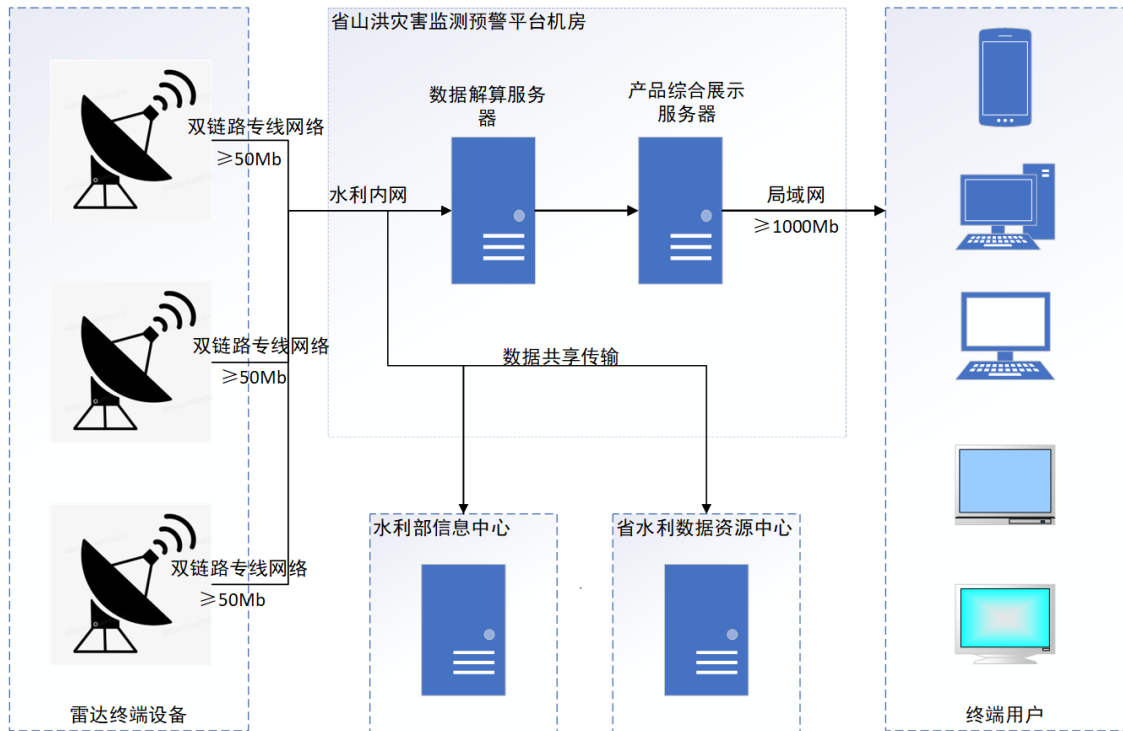 省山洪灾害监测预警平台机房
数据解算服务
器
产品综合展示
服务器
双链路专线网络
≥50Mb
水利内网
局域网
≥1000Mb
双链路专线网络
≥50Mb
数据共享传输
水利部信息中心
省水利数据资源中心
双链路专线网络
≥50Mb
雷达终端设备
终端用户